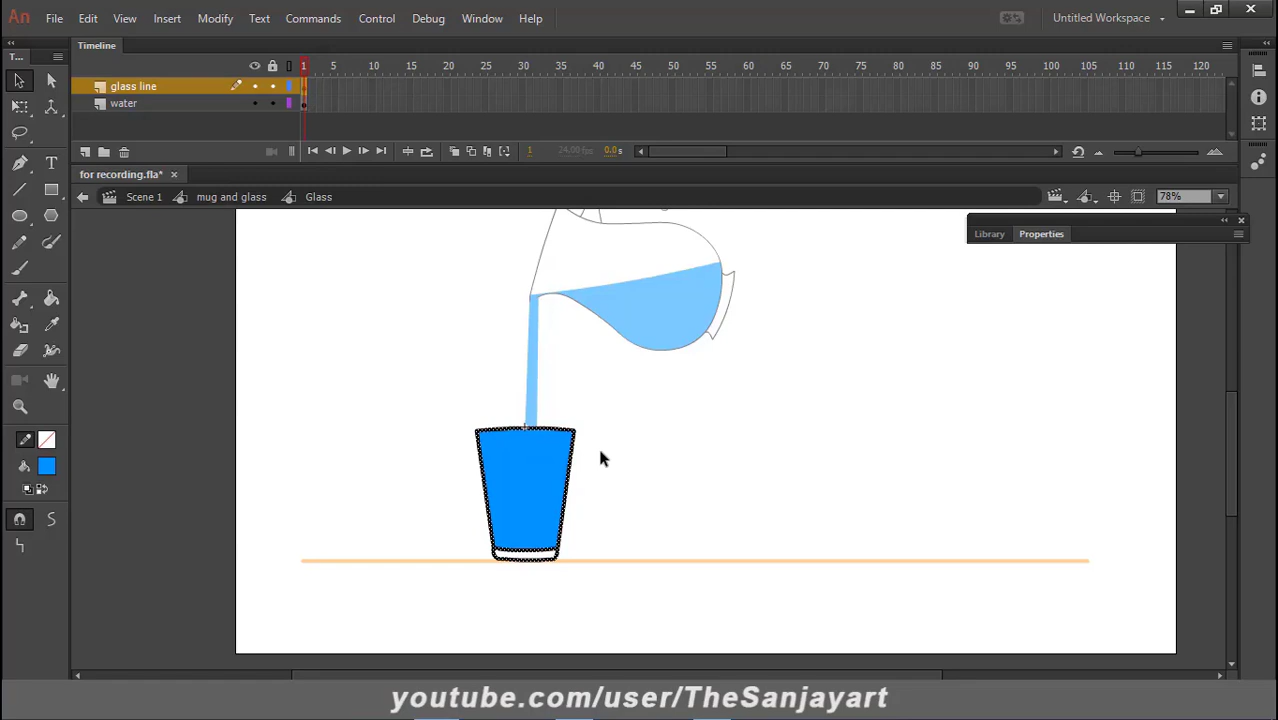 An File Edit View Insert Modify Text Commands Control Debug Window Help Untitled Workspace
Timeline
T...
1 5 10 15 20 25 30 35 40 45 50 55 60 65 70 75 80 85 90 95 100 105 110 115 120
glass line
water
1 24.00 fps 0.0 s
for recording.fla*
Scene 1 mug and glass Glass 78%
Library Properties
youtube.com/user/TheSanjayart